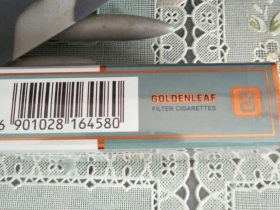 6 901028 164580
GOLDENLEAF
FILTER CIGARETTES